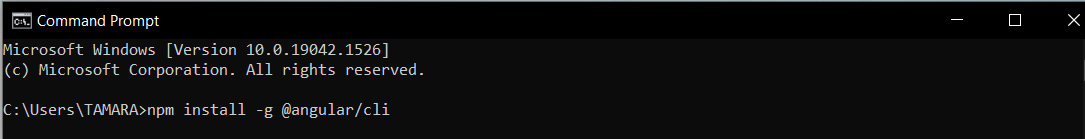 Command Prompt
Microsoft Windows [Version 10.0.19042.1526]
(c) Microsoft Corporation. All rights reserved.
C:\Users\TAMARA>npm install -g @angular/cli